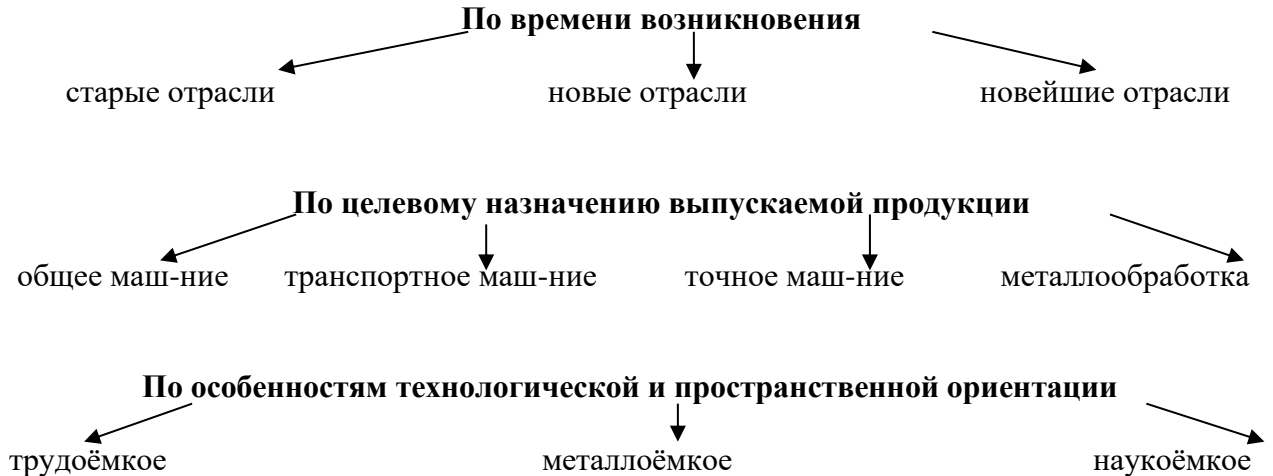 По времени возникновения
старые отрасли новые отрасли новейшие отрасли
По целевому назначению выпускаемой продукции
общее маш-ние транспортное маш-ние точное маш-ние металлообработка
По особенностям технологической и пространственной ориентации
трудоёмкое металлоёмкое наукоёмкое